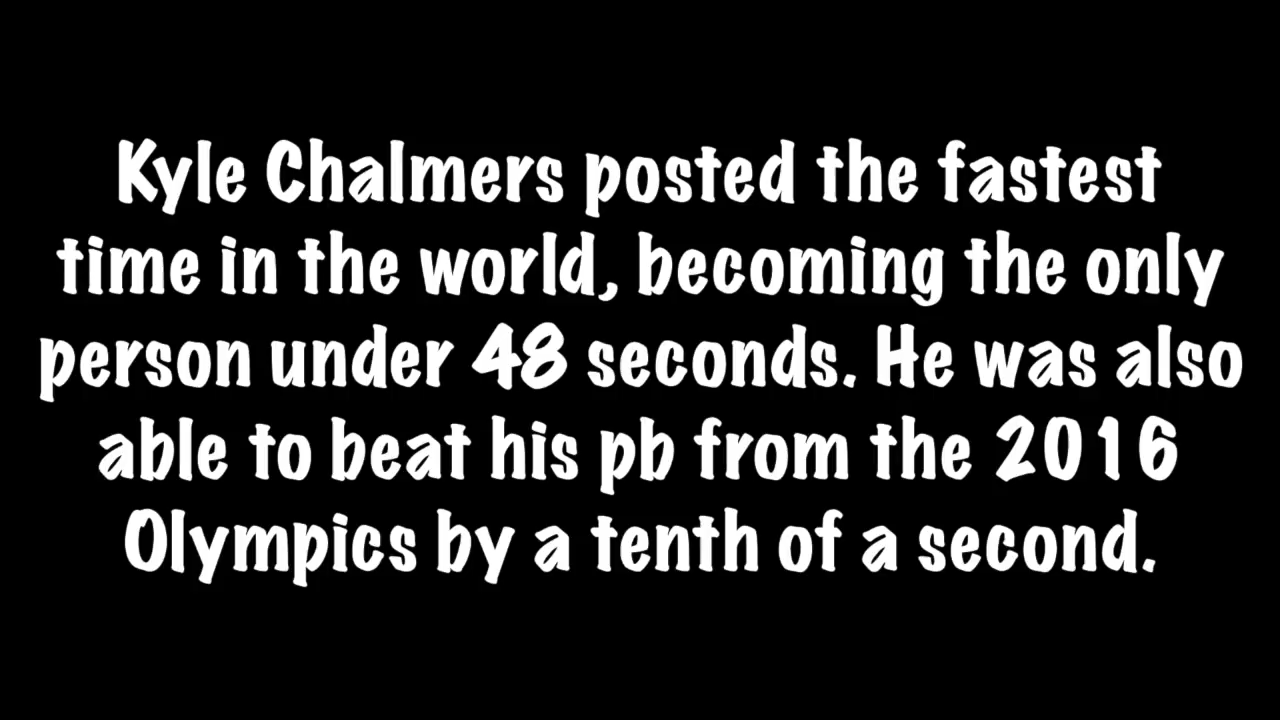 Kyle Chalmers posted the fastest
time in the world, becoming the only
person under 48 seconds. He was also
able to beat his pb from the 2016
Olympics by a tenth of a second.